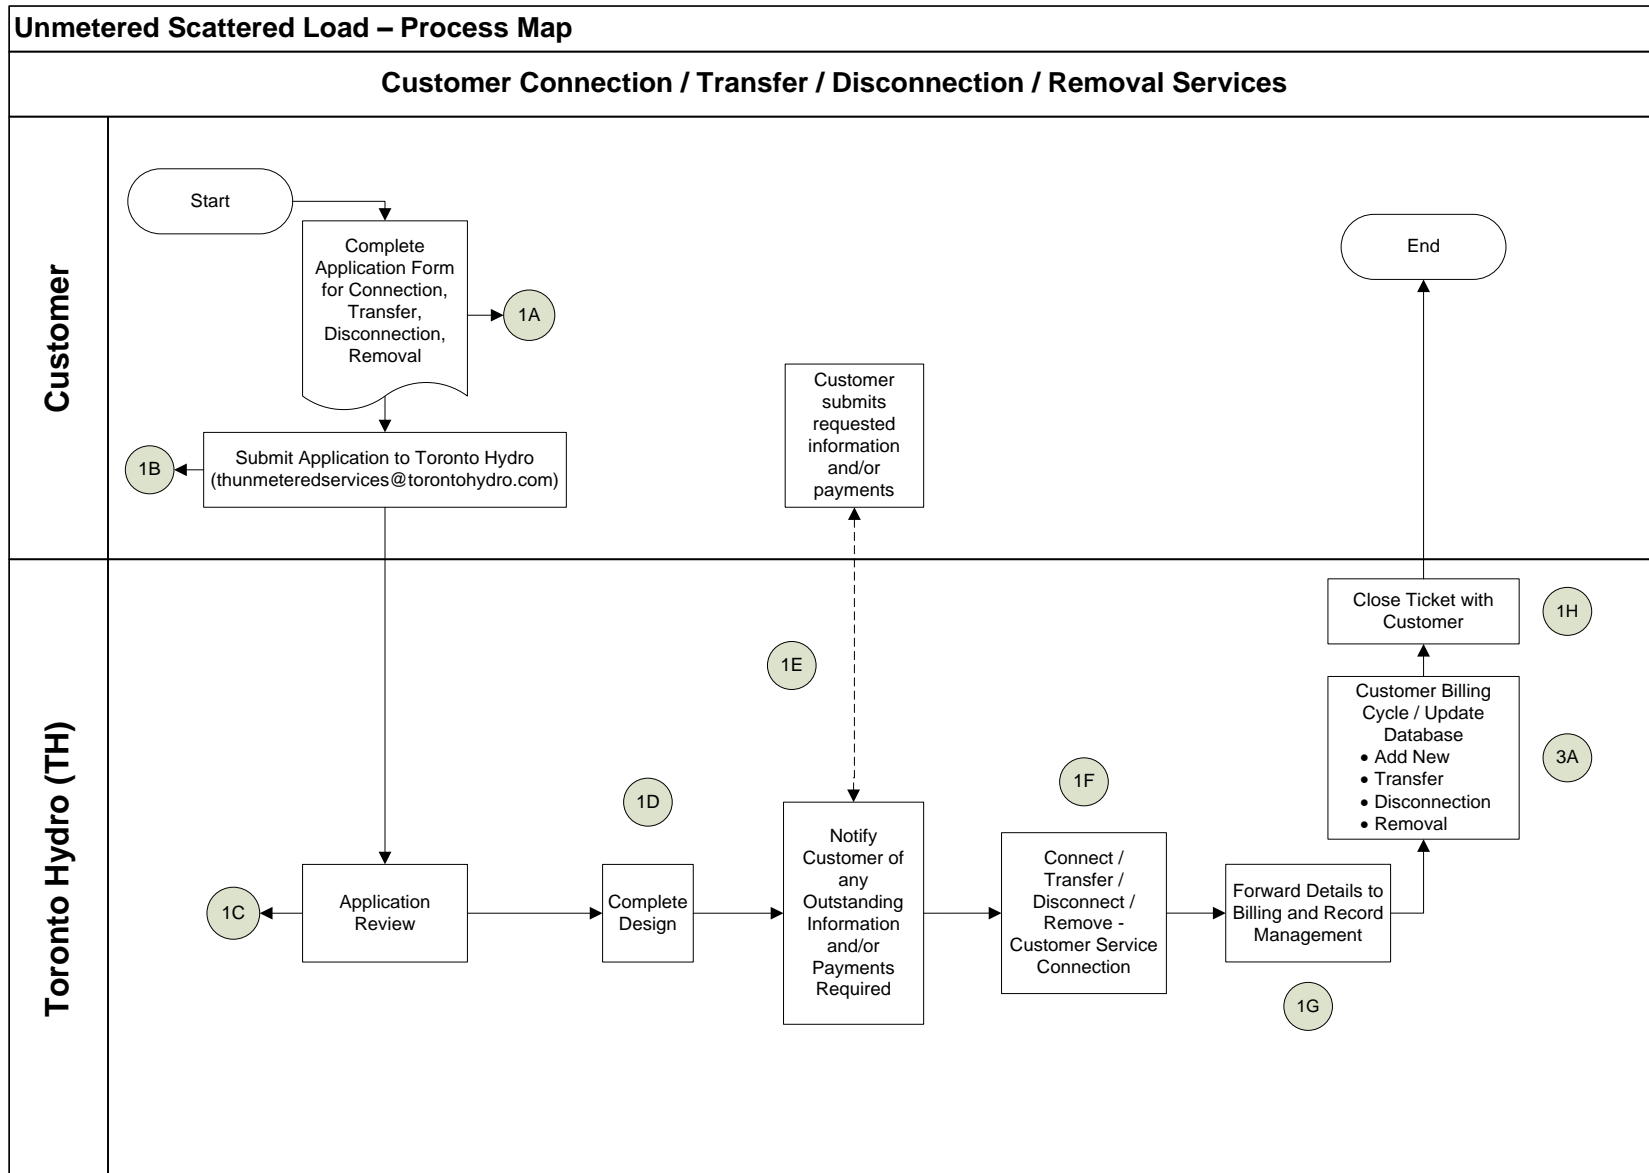 Unmetered Scattered Load – Process Map
Customer Connection / Transfer / Disconnection / Removal Services
Customer
Start
Complete
Application Form
for Connection,
Transfer,
Disconnection,
Removal
1A
Submit Application to Toronto Hydro
(thunmeteredservices@torontohydro.com)
1B
Customer
submits
requested
information
and/or
payments
End
Toronto Hydro (TH)
1C
Application
Review
1D
Complete
Design
1E
Notify
Customer of
any
Outstanding
Information
and/or
Payments
Required
1F
Connect /
Transfer /
Disconnect /
Remove -
Customer Service
Connection
Forward Details to
Billing and Record
Management
1G
Customer Billing
Cycle / Update
Database
• Add New
• Transfer
• Disconnection
• Removal
3A
Close Ticket with
Customer
1H